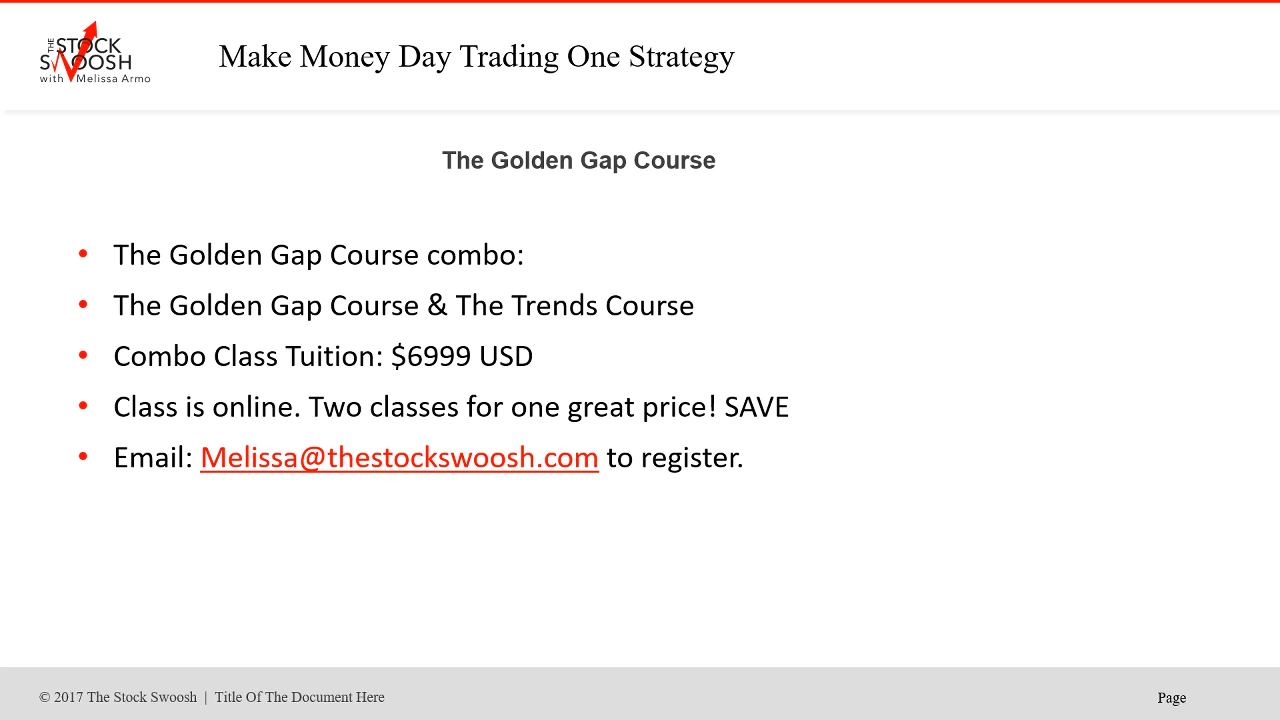 THE STOCK
SWOOSH
with Melissa Armo
Make Money Day Trading One Strategy
The Golden Gap Course
• The Golden Gap Course combo:
• The Golden Gap Course & The Trends Course
• Combo Class Tuition: $6999 USD
• Class is online. Two classes for one great price! SAVE
• Email: Melissa@thestockswoosh.com to register.
© 2017 The Stock Swoosh | Title Of The Document Here
Page